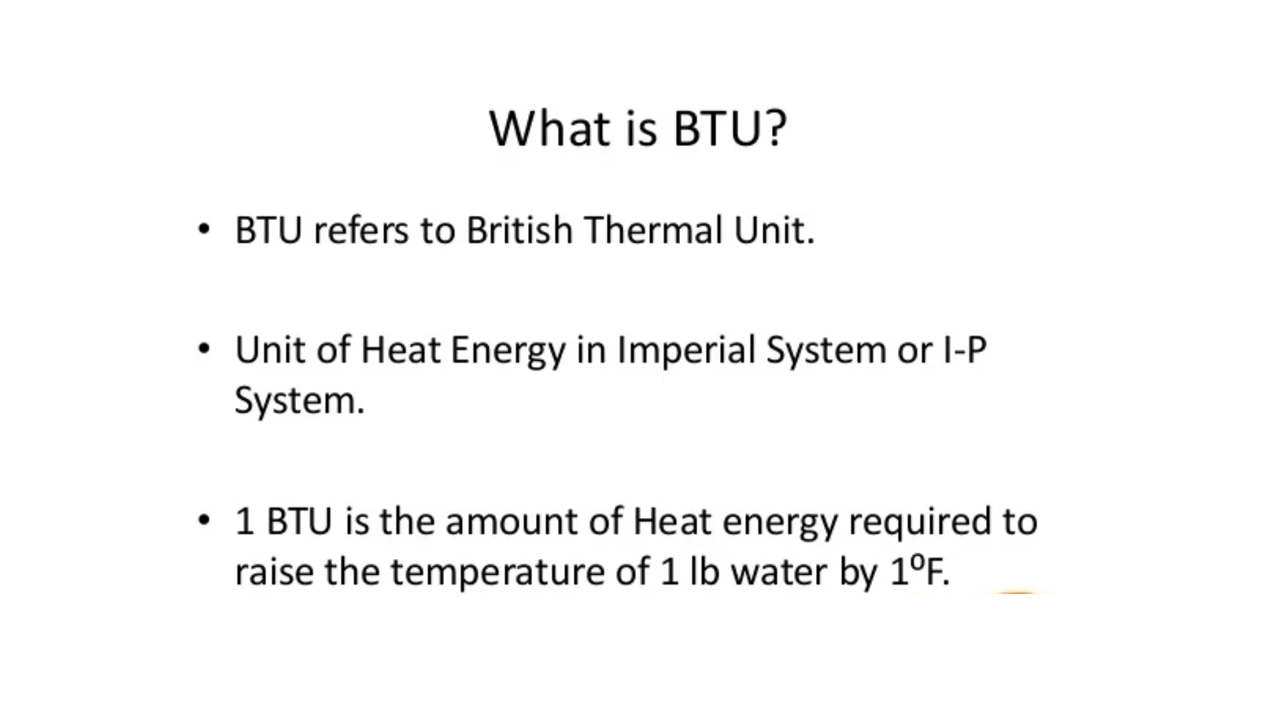 What is BTU?
• BTU refers to British Thermal Unit.
• Unit of Heat Energy in Imperial System or I-P
System.
• 1 BTU is the amount of Heat energy required to
raise the temperature of 1 lb water by 1⁰F.